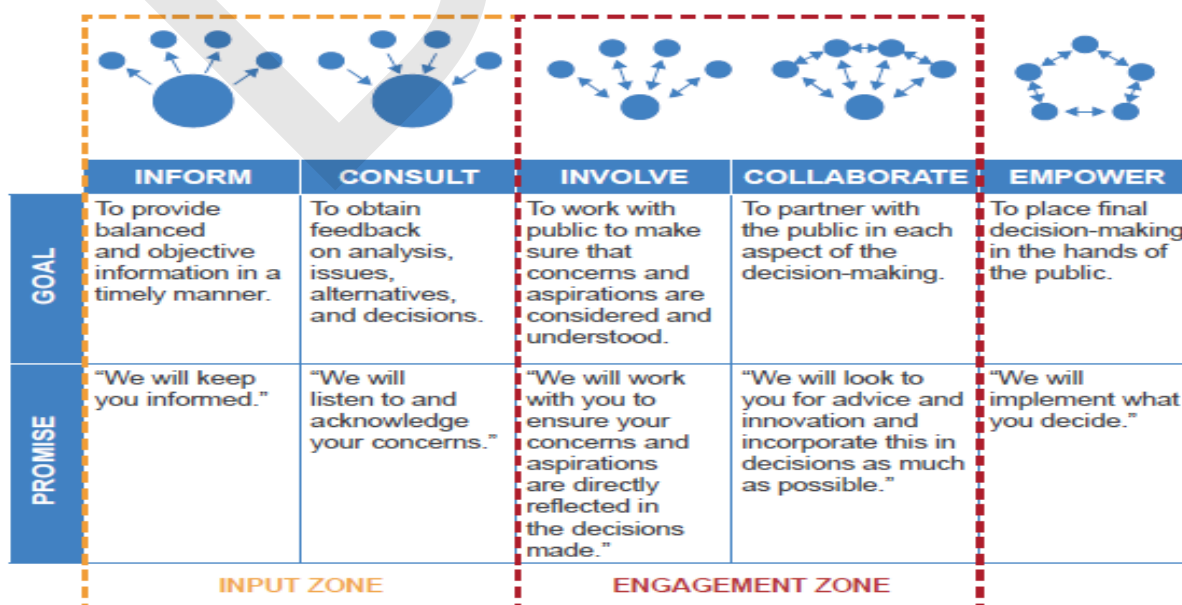 INFORM
CONSULT
INVOLVE
COLLABORATE
EMPOWER
GOAL
To provide
balanced
and objective
information in a
timely manner.
To obtain
feedback
on analysis,
issues,
alternatives,
and decisions.
To work with
public to make
sure that
concerns and
aspirations are
considered and
understood.
To partner with
the public in each
aspect of the
decision-making.
To place final
decision-making
in the hands of
the public.
PROMISE
“We will keep
you informed.”
“We will
listen to and
acknowledge
your concerns.”
“We will work
with you to
ensure your
concerns and
aspirations
are directly
reflected in
the decisions
made.”
“We will look to
you for advice and
innovation and
incorporate this in
decisions as much
as possible.”
“We will
implement what
you decide.”
INPUT ZONE
ENGAGEMENT ZONE